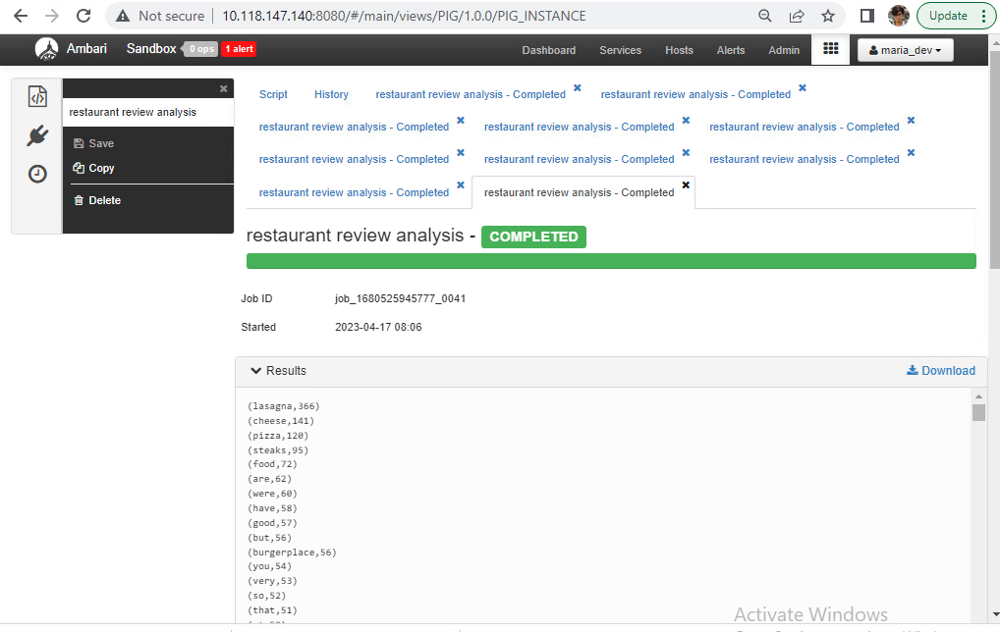 Not secure | 10.118.147.140:8080/#/main/views/PIG/1.0.0/PIG_INSTANCE Update
Ambari Sandbox 0 ops 1 alert Dashboard Services Hosts Alerts Admin maria_dev
Script History restaurant review analysis - Completed restaurant review analysis - Completed
restaurant review analysis
restaurant review analysis - Completed restaurant review analysis - Completed restaurant review analysis - Completed
Save
restaurant review analysis - Completed restaurant review analysis - Completed restaurant review analysis - Completed
Copy
restaurant review analysis - Completed restaurant review analysis - Completed
Delete
restaurant review analysis - COMPLETED
Job ID job_1680525945777_0041
Started 2023-04-17 08:06
Results Download
(lasagna,366)
(cheese,141)
(pizza,120)
(steaks,95)
(food,72)
(are,62)
(were,60)
(have,58)
(good,57)
(but,56)
(burgerplace,56)
(you,54)
(very,53)
(so,52)
(that,51)
Activate Windows